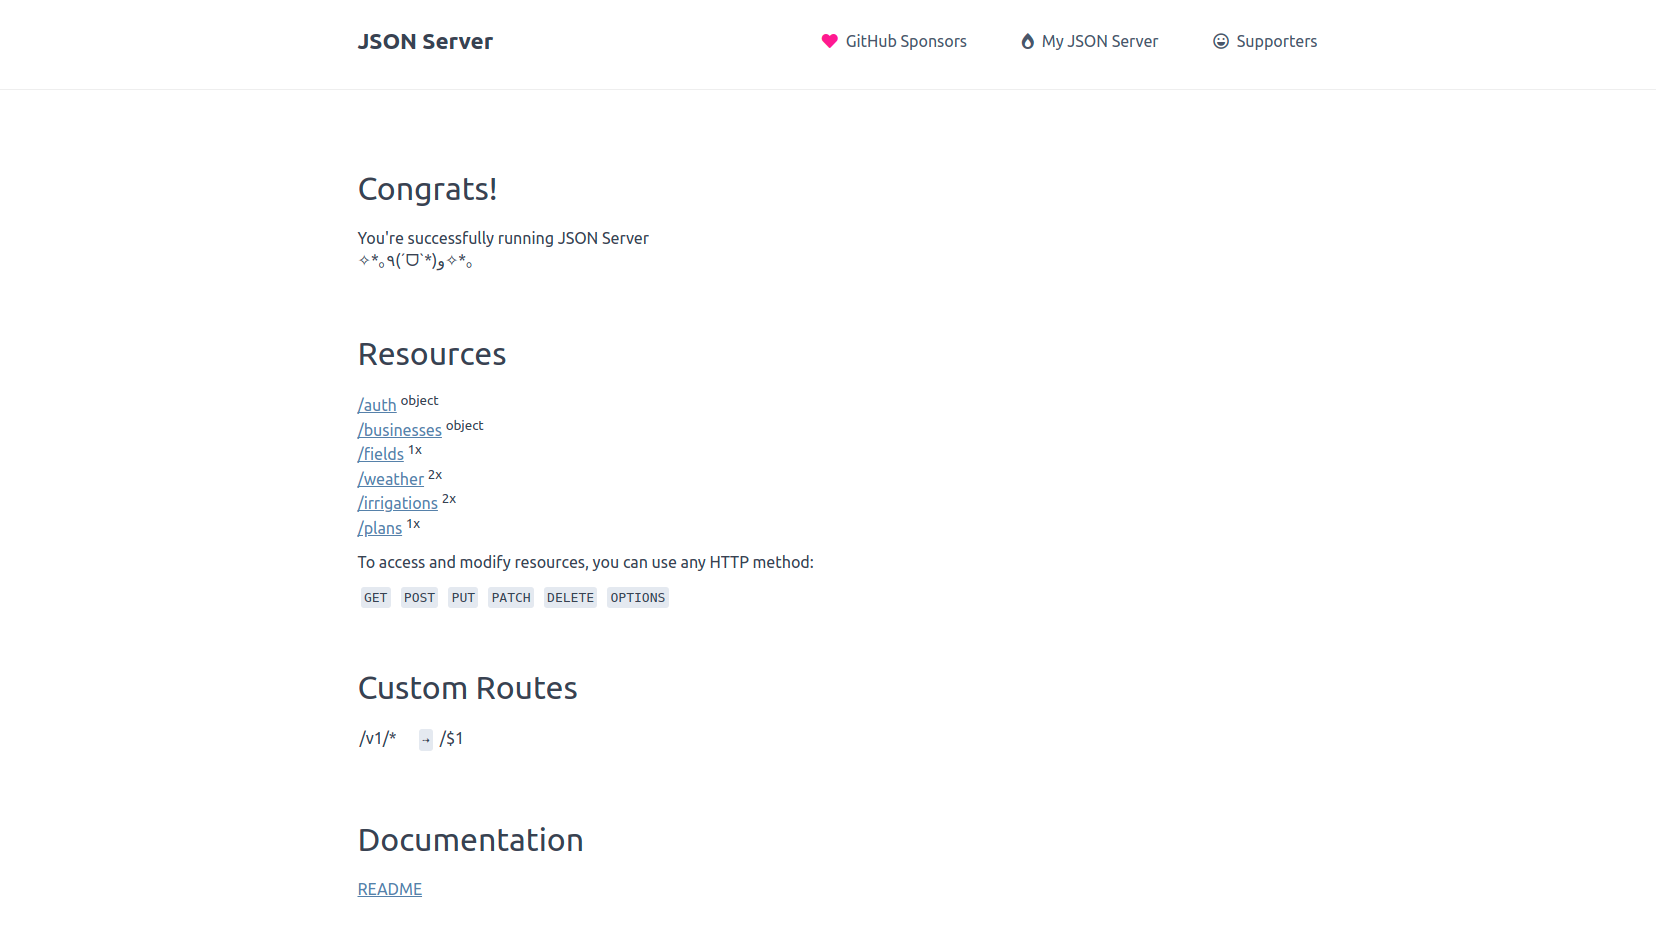 JSON Server
GitHub Sponsors
My JSON Server
Supporters
Congrats!
You're successfully running JSON Server
✧*｡٩(ˊᗜˋ*)و✧*｡
Resources
/auth object
/businesses object
/fields 1x
/weather 2x
/irrigations 2x
/plans 1x
To access and modify resources, you can use any HTTP method:
GET POST PUT PATCH DELETE OPTIONS
Custom Routes
/v1/* → /$1
Documentation
README